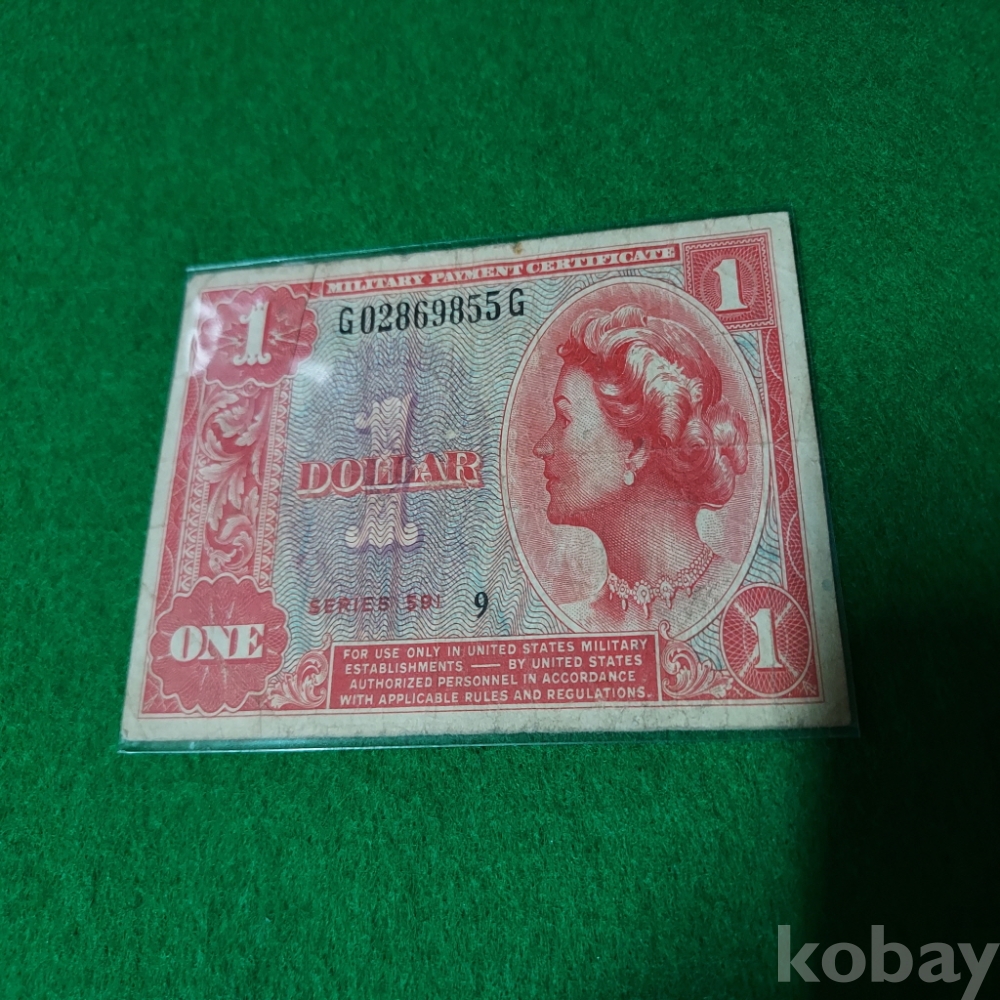 MILITARY PAYMENT CERTIFICATE
1
1
G02869855G
1
DOLLAR
SERIES 591 9
ONE
FOR USE ONLY IN UNITED STATES MILITARY
ESTABLISHMENTS — BY UNITED STATES
AUTHORIZED PERSONNEL IN ACCORDANCE
WITH APPLICABLE RULES AND REGULATIONS.
1
kobay